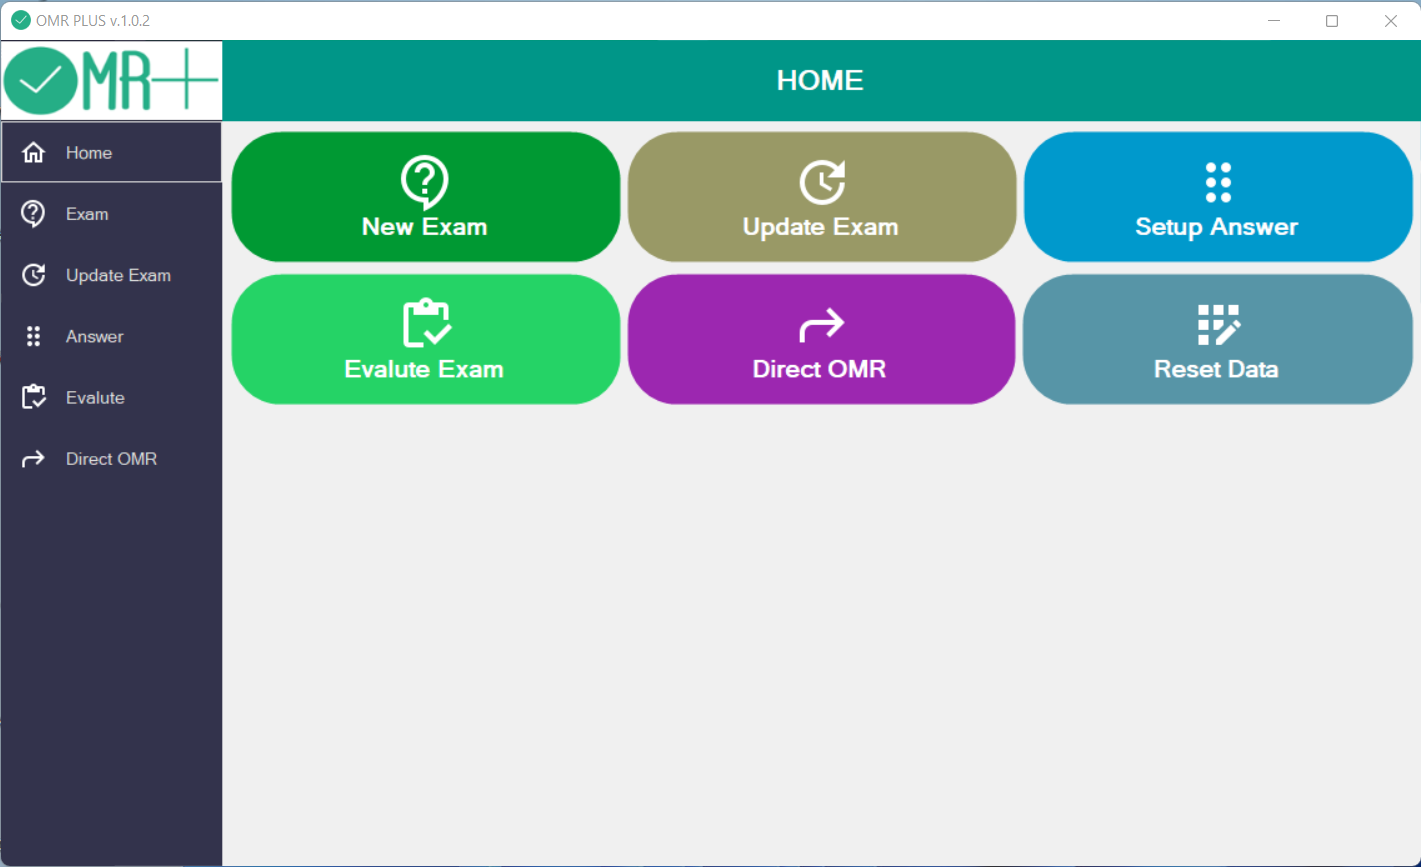 OMR PLUS v.1.0.2
OMR+
HOME
Home
Exam
Update Exam
Answer
Evalute
Direct OMR
New Exam
Update Exam
Setup Answer
Evalute Exam
Direct OMR
Reset Data